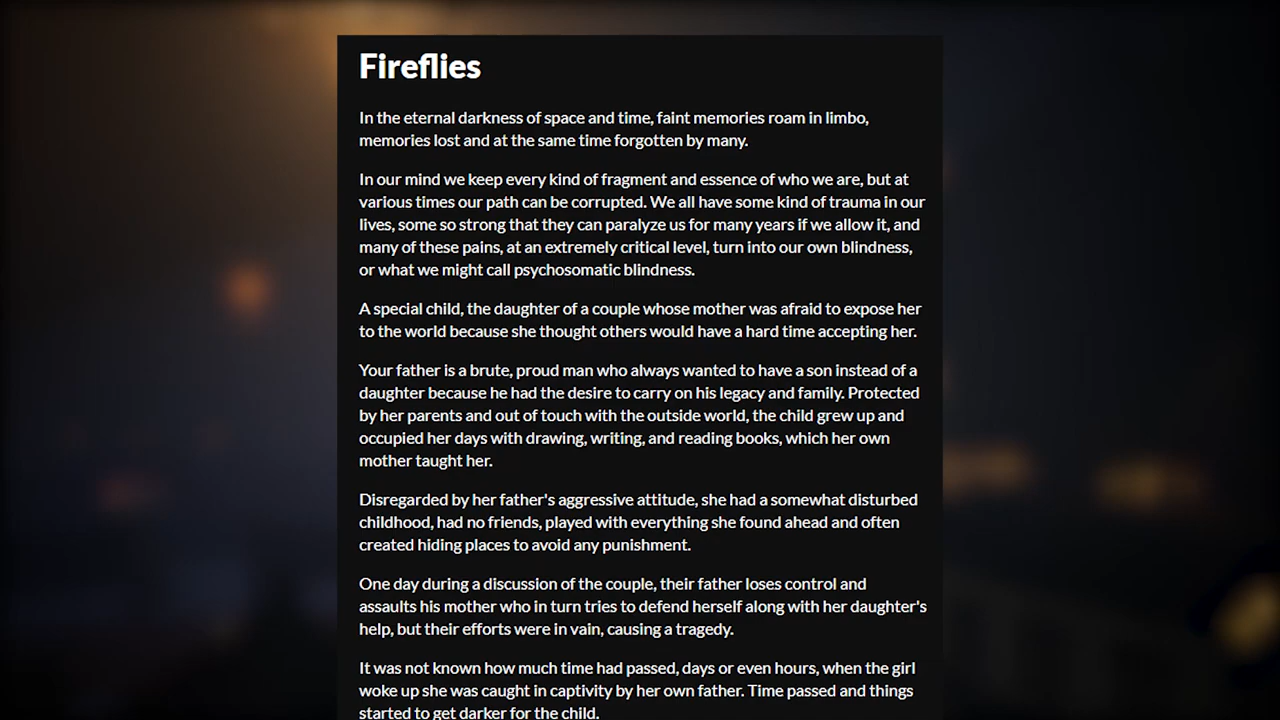 Fireflies
In the eternal darkness of space and time, faint memories roam in limbo,
memories lost and at the same time forgotten by many.
In our mind we keep every kind of fragment and essence of who we are, but at
various times our path can be corrupted. We all have some kind of trauma in our
lives, some so strong that they can paralyze us for many years if we allow it, and
many of these pains, at an extremely critical level, turn into our own blindness,
or what we might call psychosomatic blindness.
A special child, the daughter of a couple whose mother was afraid to expose her
to the world because she thought others would have a hard time accepting her.
Your father is a brute, proud man who always wanted to have a son instead of a
daughter because he had the desire to carry on his legacy and family. Protected
by her parents and out of touch with the outside world, the child grew up and
occupied her days with drawing, writing, and reading books, which her own
mother taught her.
Disregarded by her father's aggressive attitude, she had a somewhat disturbed
childhood, had no friends, played with everything she found ahead and often
created hiding places to avoid any punishment.
One day during a discussion of the couple, their father loses control and
assaults his mother who in turn tries to defend herself along with her daughter's
help, but their efforts were in vain, causing a tragedy.
It was not known how much time had passed, days or even hours, when the girl
woke up she was caught in captivity by her own father. Time passed and things
started to get darker for the child.